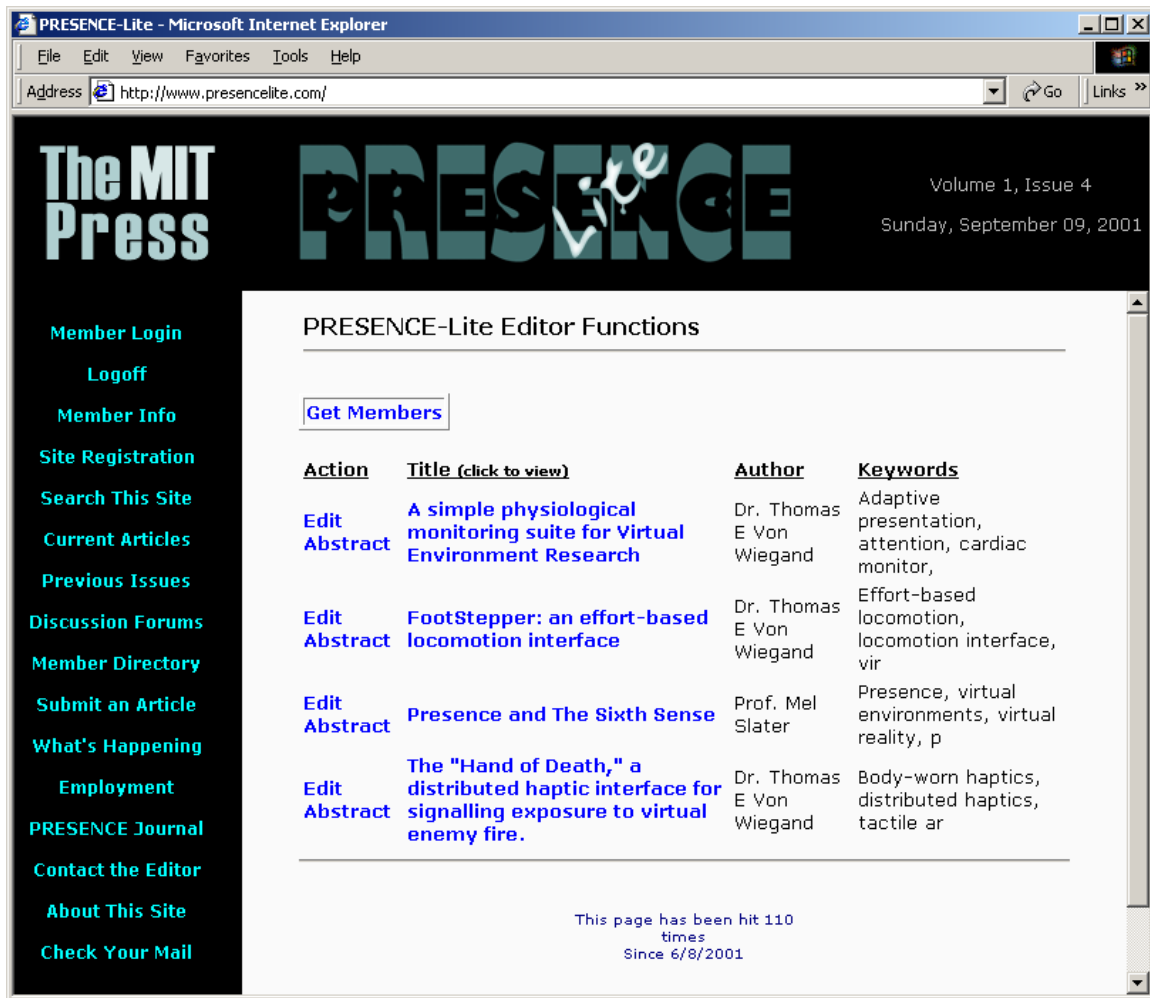 PRESENCE-Lite - Microsoft Internet Explorer
File Edit View Favorites Tools Help
Address http://www.presencelite.com/ Go Links »
The MIT
Press
PRESENCE
Lite
Volume 1, Issue 4
Sunday, September 09, 2001
Member Login
Logoff
Member Info
Site Registration
Search This Site
Current Articles
Previous Issues
Discussion Forums
Member Directory
Submit an Article
What's Happening
Employment
PRESENCE Journal
Contact the Editor
About This Site
Check Your Mail
PRESENCE-Lite Editor Functions
Get Members
Action Title (click to view) Author Keywords
Edit
Abstract
A simple physiological
monitoring suite for Virtual
Environment Research
Dr. Thomas
E Von
Wiegand
Adaptive
presentation,
attention, cardiac
monitor,
Edit
Abstract
FootStepper: an effort-based
locomotion interface
Dr. Thomas
E Von
Wiegand
Effort-based
locomotion,
locomotion interface,
vir
Edit
Abstract
Presence and The Sixth Sense
Prof. Mel
Slater
Presence, virtual
environments, virtual
reality, p
Edit
Abstract
The "Hand of Death," a
distributed haptic interface for
signalling exposure to virtual
enemy fire.
Dr. Thomas
E Von
Wiegand
Body-worn haptics,
distributed haptics,
tactile ar
This page has been hit 110
times
Since 6/8/2001